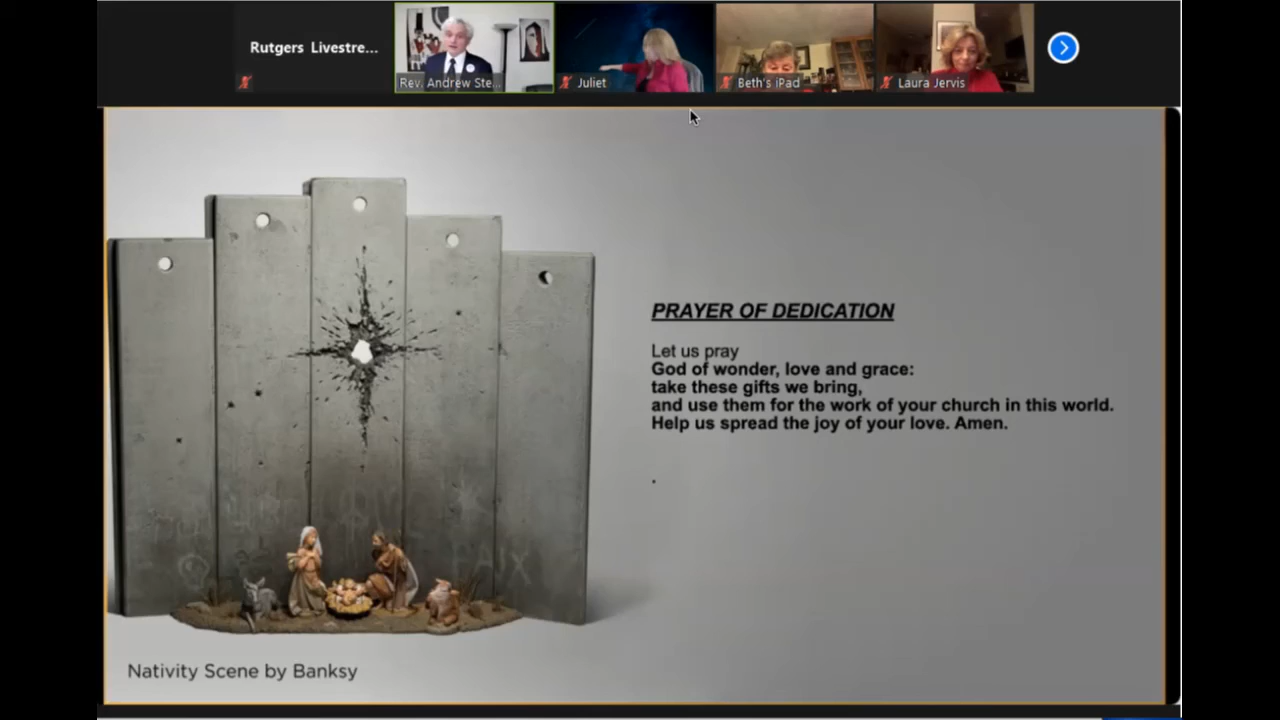 Rutgers Livestre...
Rev. Andrew Ste...
Juliet
Beth's iPad
Laura Jervis
PRAYER OF DEDICATION
Let us pray
God of wonder, love and grace:
take these gifts we bring,
and use them for the work of your church in this world.
Help us spread the joy of your love. Amen.
.
PAIX
Nativity Scene by Banksy